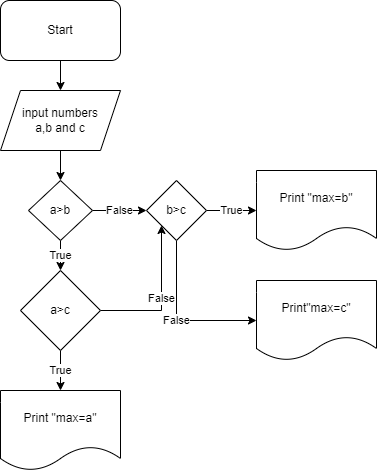 Start
input numbers
a,b and c
a>b
False
b>c
True
Print "max=b"
True
a>c
False
False
Print"max=c"
True
Print "max=a"